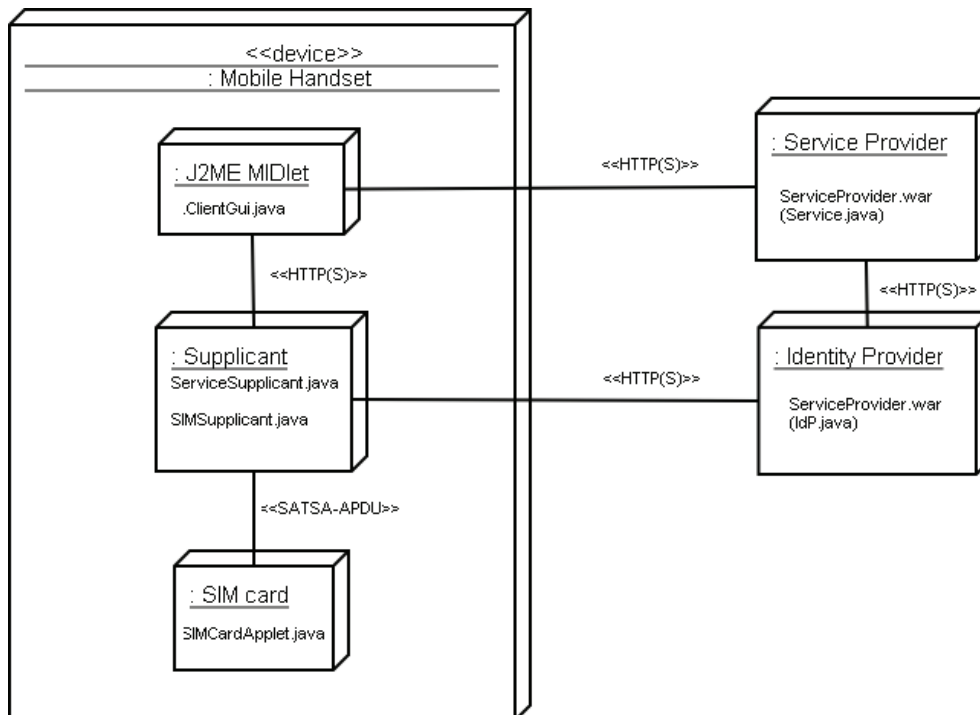 <<device>>
: Mobile Handset
: J2ME MIDlet
.ClientGui.java
<<HTTP(S)>>
: Service Provider
ServiceProvider.war
(Service.java)
<<HTTP(S)>>
<<HTTP(S)>>
: Supplicant
ServiceSupplicant.java
SIMSupplicant.java
<<HTTP(S)>>
: Identity Provider
ServiceProvider.war
(IdP.java)
<<SATSA-APDU>>
: SIM card
SIMCardApplet.java